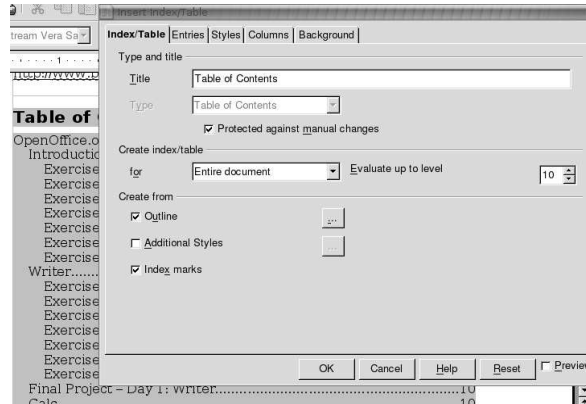 Insert Index/Table
tream Vera Sa
Index/Table Entries Styles Columns Background
Type and title
Title Table of Contents
Type Table of Contents
Protected against manual changes
Create index/table
for Entire document Evaluate up to level 10
Create from
Outline ...
Additional Styles ...
Index marks
OK Cancel Help Reset Preview
1
http://www.
Table of
OpenOffice.o
Introductio
Exercise
Exercise
Exercise
Exercise
Exercise
Exercise
Exercise
Writer.......
Exercise
Exercise
Exercise
Exercise
Exercise
Exercise
Exercise
Final Project – Day 1: Writer...............................................10
Calc 10